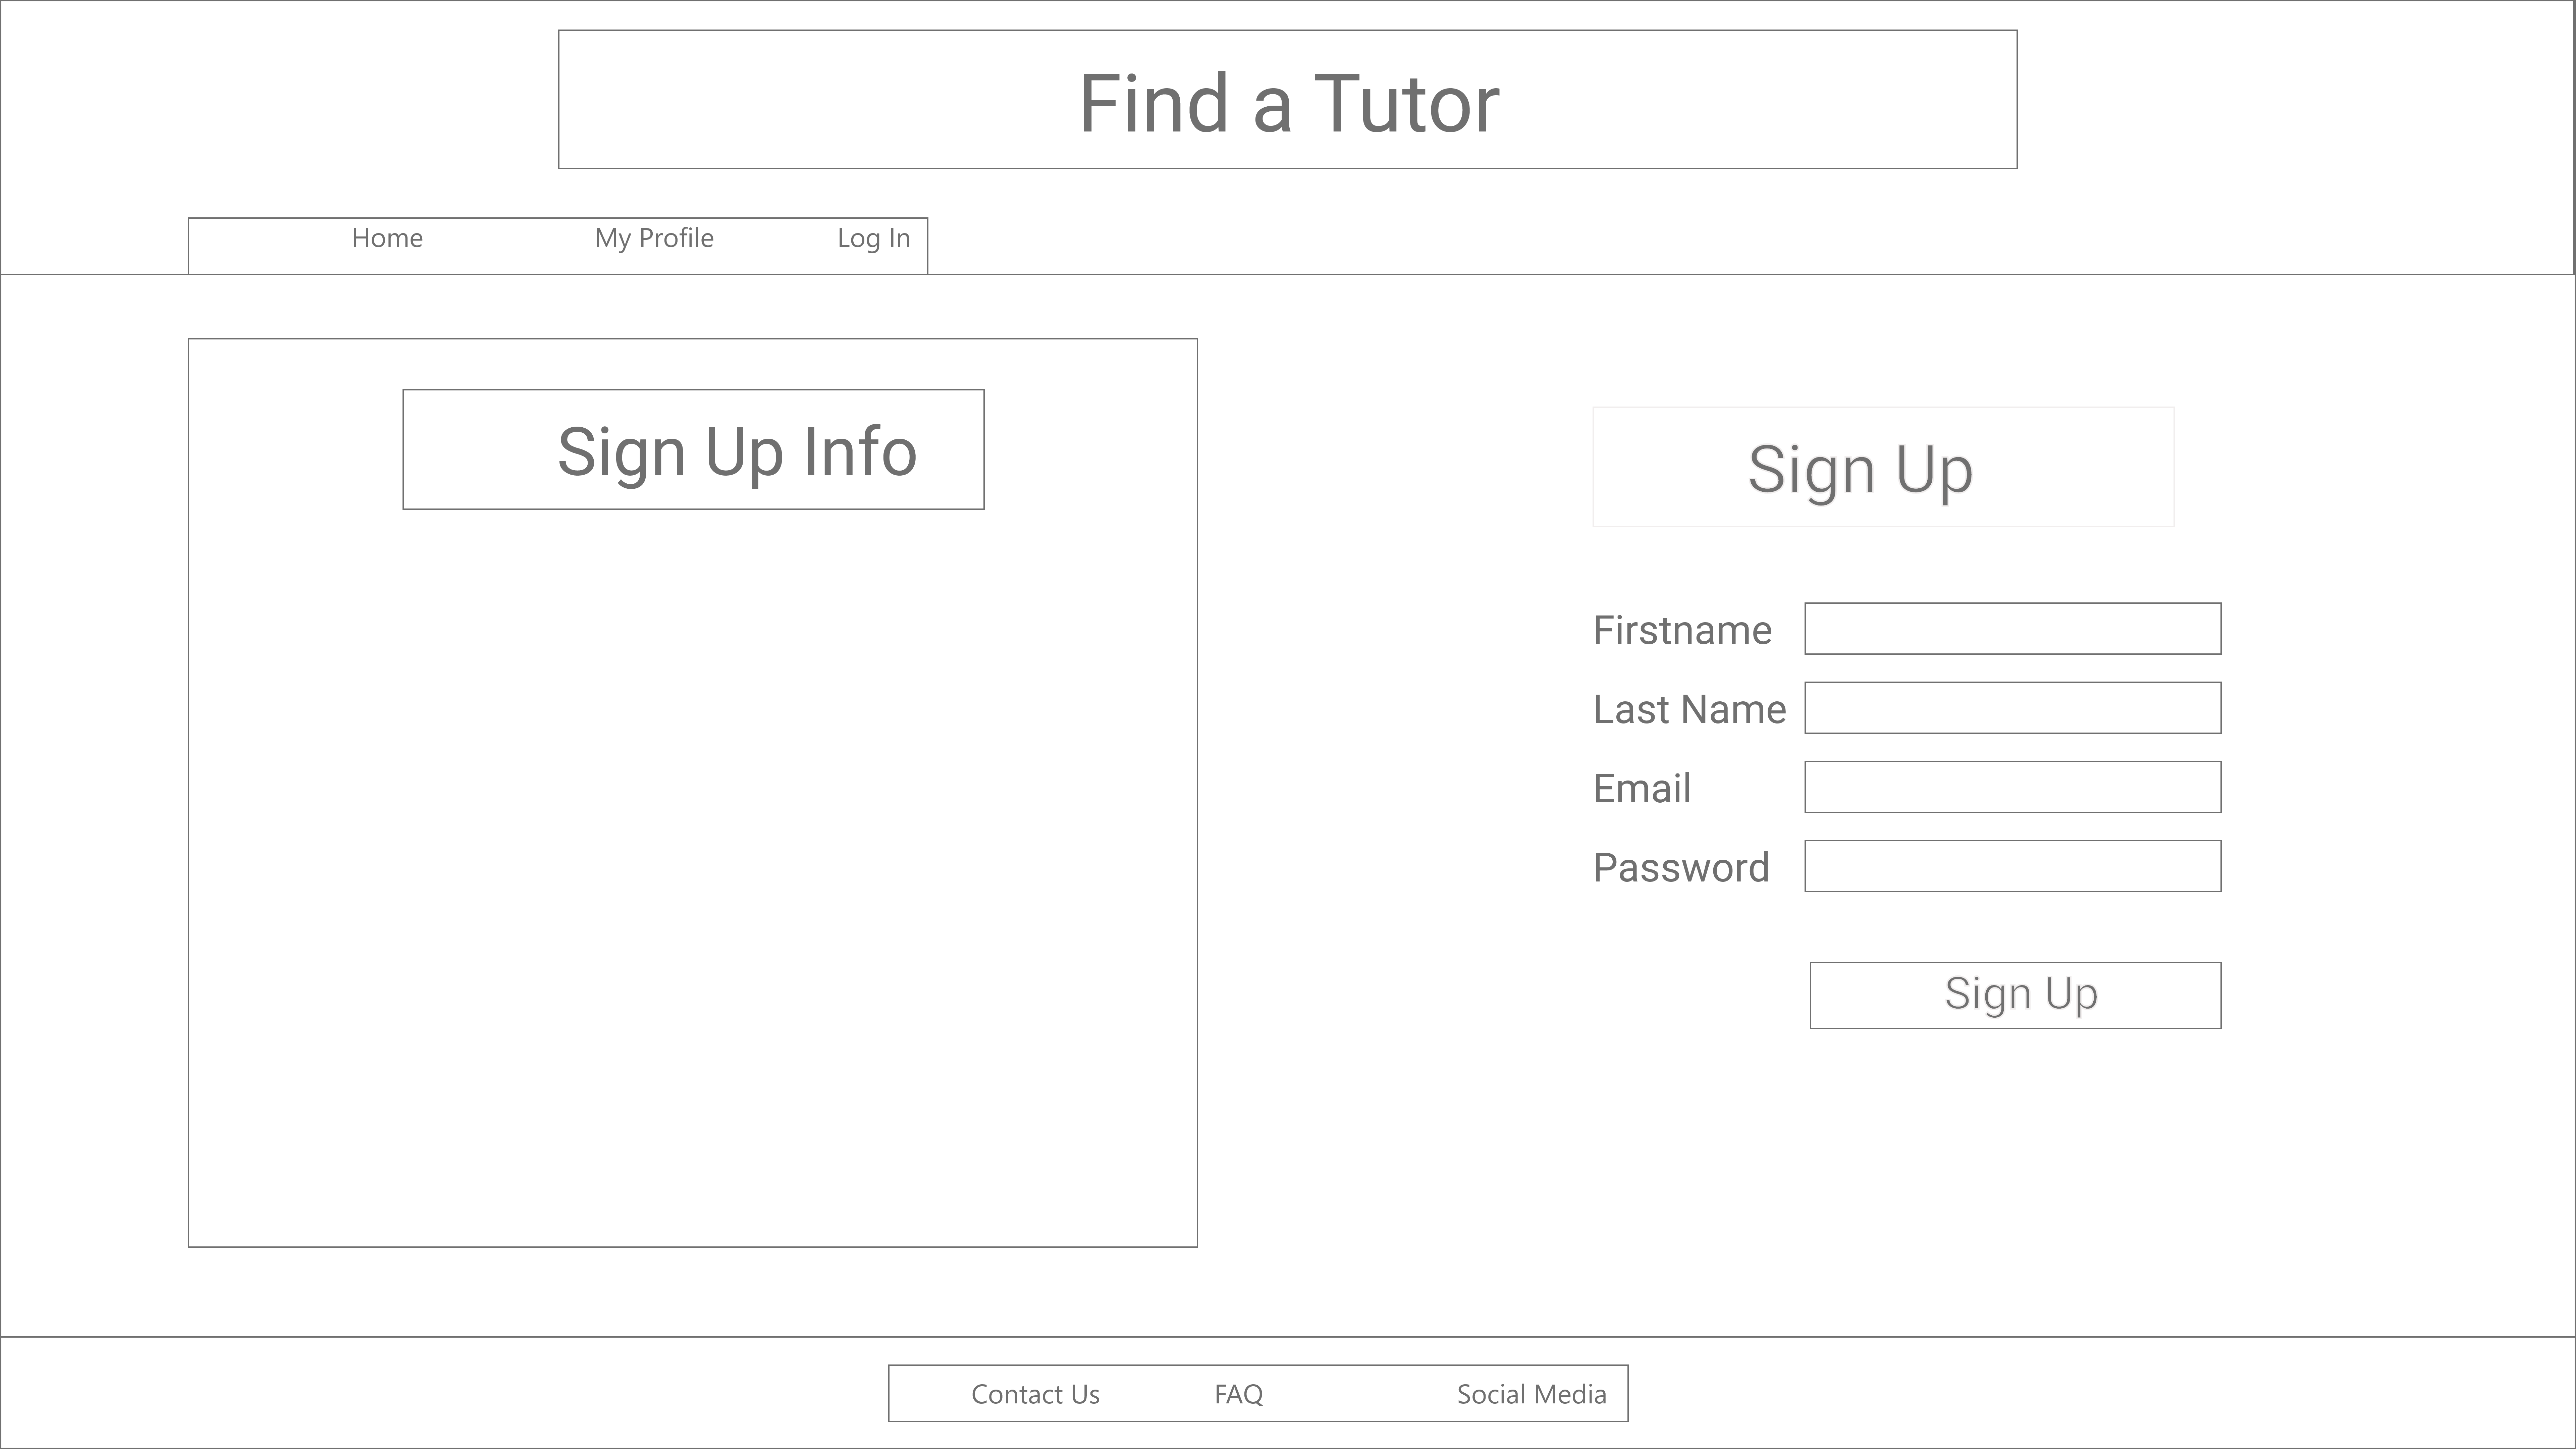 Find a Tutor
Home My Profile Log In
Sign Up Info
Sign Up
Firstname
Last Name
Email
Password
Sign Up
Contact Us FAQ Social Media